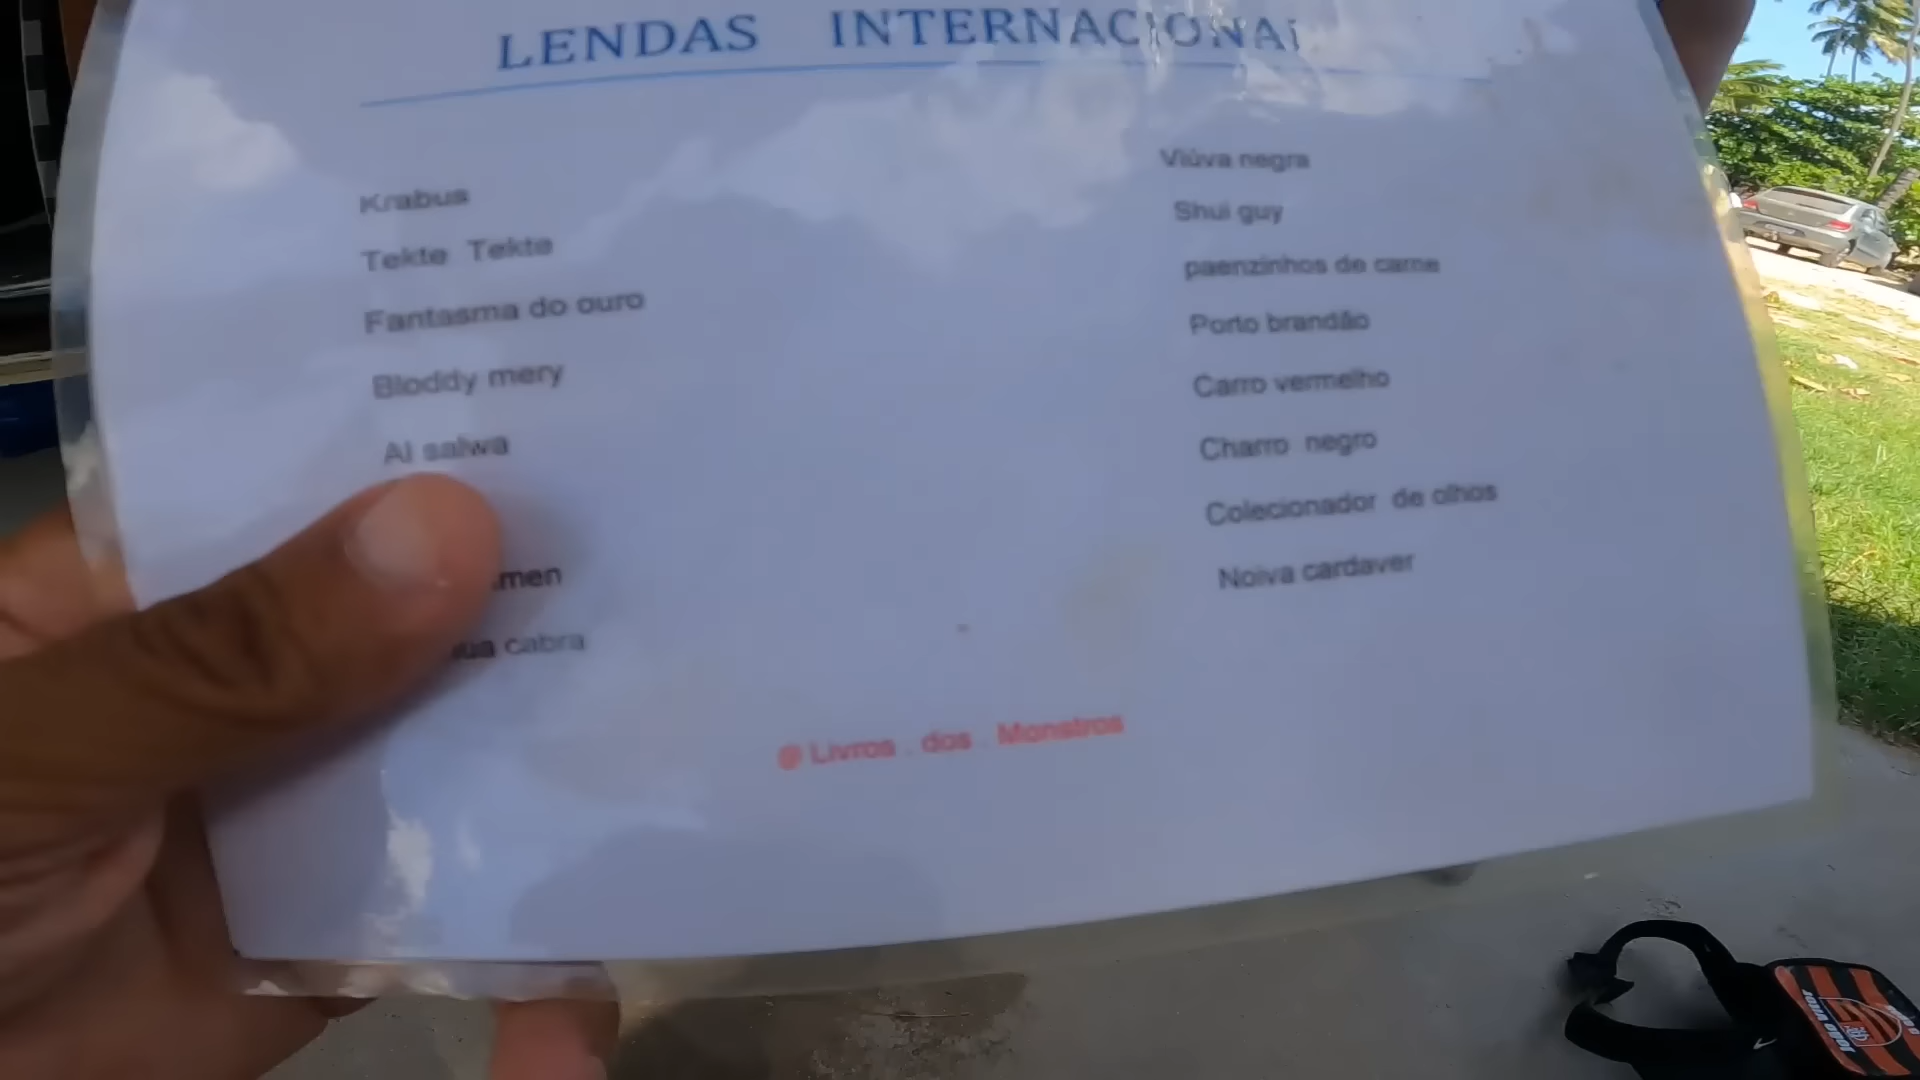 LENDAS INTERNACIONAI
Krabus
Tekte Tekte
Fantasma do ouro
Bloddy mery
Al salwa
men
cabra
Viúva negra
Shui guy
paenzinhos de carne
Porto brandão
Carro vermelho
Charro negro
Colecionador de olhos
Noiva cardaver
@ Livros . dos . Monstros